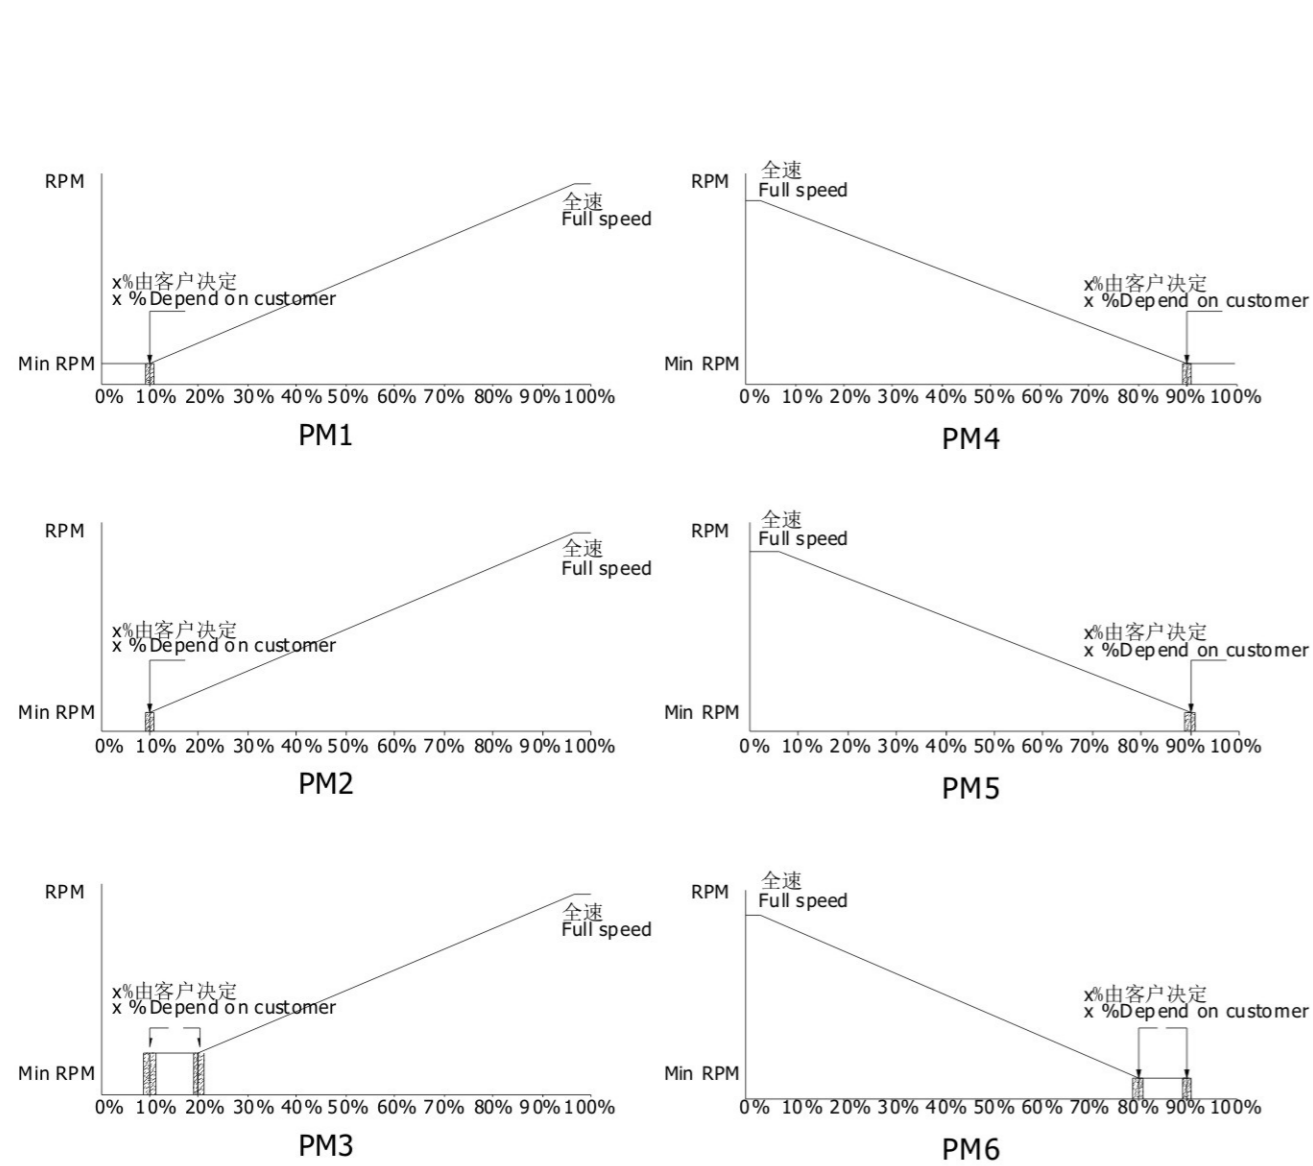 RPM
全速
Full speed
x%由客户决定
x %Depend on customer
Min RPM
0% 10% 20% 30% 40% 50% 60% 70% 80% 90%100%
PM1
全速
Full speed
RPM
x%由客户决定
x %Depend on customer
Min RPM
0% 10% 20% 30% 40% 50% 60% 70% 80% 90% 100%
PM4
RPM
全速
Full speed
x%由客户决定
x %Depend on customer
Min RPM
0% 10% 20% 30% 40% 50% 60% 70% 80% 90% 100%
PM2
全速
Full speed
RPM
x%由客户决定
x %Depend on customer
Min RPM
0% 10% 20% 30% 40% 50% 60% 70% 80% 90% 100%
PM5
RPM
全速
Full speed
x%由客户决定
x %Depend on customer
Min RPM
0% 10% 20% 30% 40% 50% 60% 70% 80% 90%100%
PM3
全速
Full speed
RPM
x%由客户决定
x %Depend on customer
Min RPM
0% 10% 20% 30% 40% 50% 60% 70% 80% 90% 100%
PM6